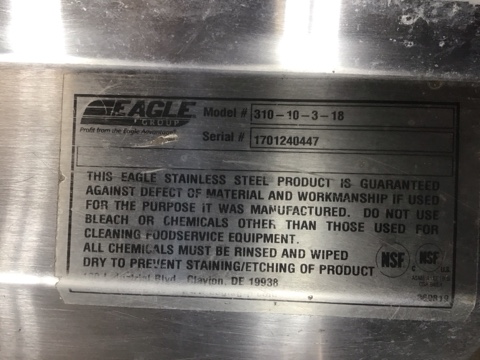 EAGLE
GROUP
Profit from the Eagle Advantage
Model # 310-10-3-18
Serial # 1701240447
THIS EAGLE STAINLESS STEEL PRODUCT IS GUARANTEED
AGAINST DEFECT OF MATERIAL AND WORKMANSHIP IF USED
FOR THE PURPOSE IT WAS MANUFACTURED. DO NOT USE
BLEACH OR CHEMICALS OTHER THAN THOSE USED FOR
CLEANING FOODSERVICE EQUIPMENT.
ALL CHEMICALS MUST BE RINSED AND WIPED
DRY TO PREVENT STAINING/ETCHING OF PRODUCT
Industrial Blvd. Clayton, DE 19938
NSF
NSF
C US